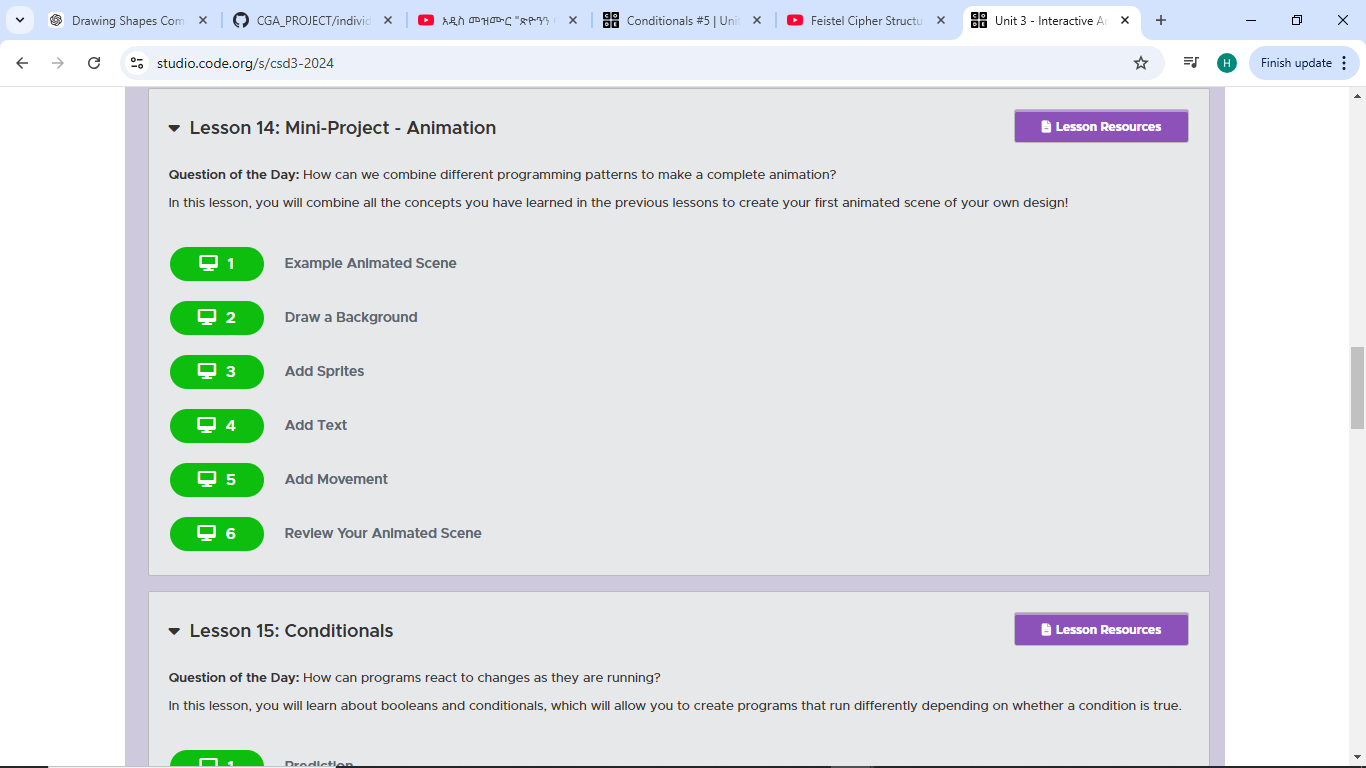 Drawing Shapes Com
CGA_PROJECT/individ
አዲስ መዝሙር "ጽዮንን
Conditionals #5 | Uni
Feistel Cipher Structu
Unit 3 - Interactive An
studio.code.org/s/csd3-2024
H
Finish update
Lesson 14: Mini-Project - Animation
Lesson Resources
Question of the Day: How can we combine different programming patterns to make a complete animation?
In this lesson, you will combine all the concepts you have learned in the previous lessons to create your first animated scene of your own design!
1 Example Animated Scene
2 Draw a Background
3 Add Sprites
4 Add Text
5 Add Movement
6 Review Your Animated Scene
Lesson 15: Conditionals
Lesson Resources
Question of the Day: How can programs react to changes as they are running?
In this lesson, you will learn about booleans and conditionals, which will allow you to create programs that run differently depending on whether a condition is true.
1 Prediction